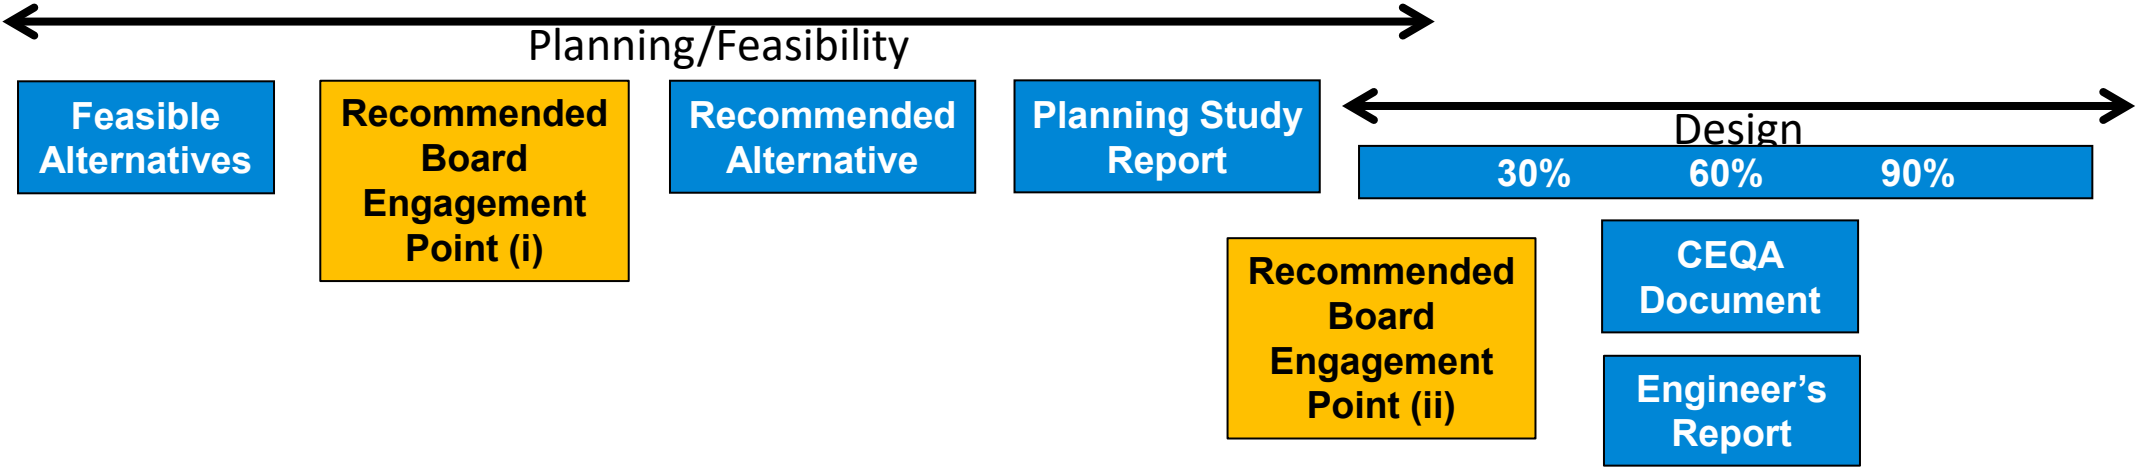 Planning/Feasibility
Feasible
Alternatives
Recommended
Board
Engagement
Point (i)
Recommended
Alternative
Planning Study
Report
Design
30% 60% 90%
Recommended
Board
Engagement
Point (ii)
CEQA
Document
Engineer’s
Report